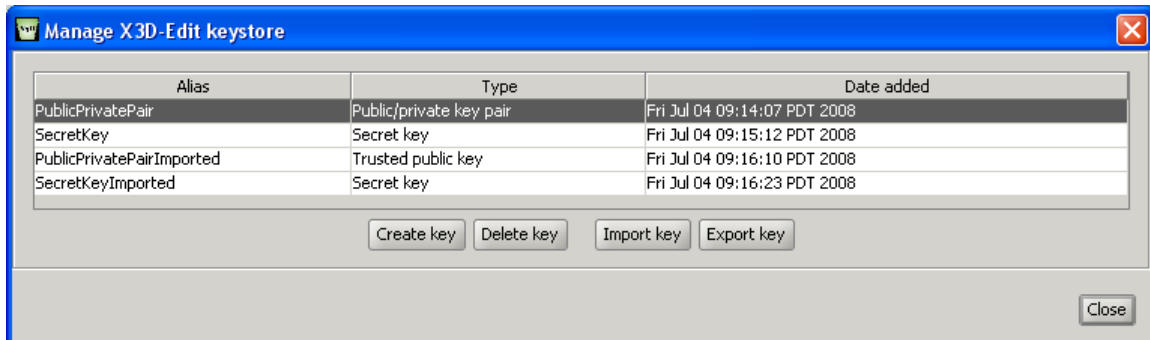 Manage X3D-Edit keystore
Alias Type Date added
PublicPrivatePair Public/private key pair Fri Jul 04 09:14:07 PDT 2008
SecretKey Secret key Fri Jul 04 09:15:12 PDT 2008
PublicPrivatePairImported Trusted public key Fri Jul 04 09:16:10 PDT 2008
SecretKeyImported Secret key Fri Jul 04 09:16:23 PDT 2008
Create key Delete key Import key Export key
Close